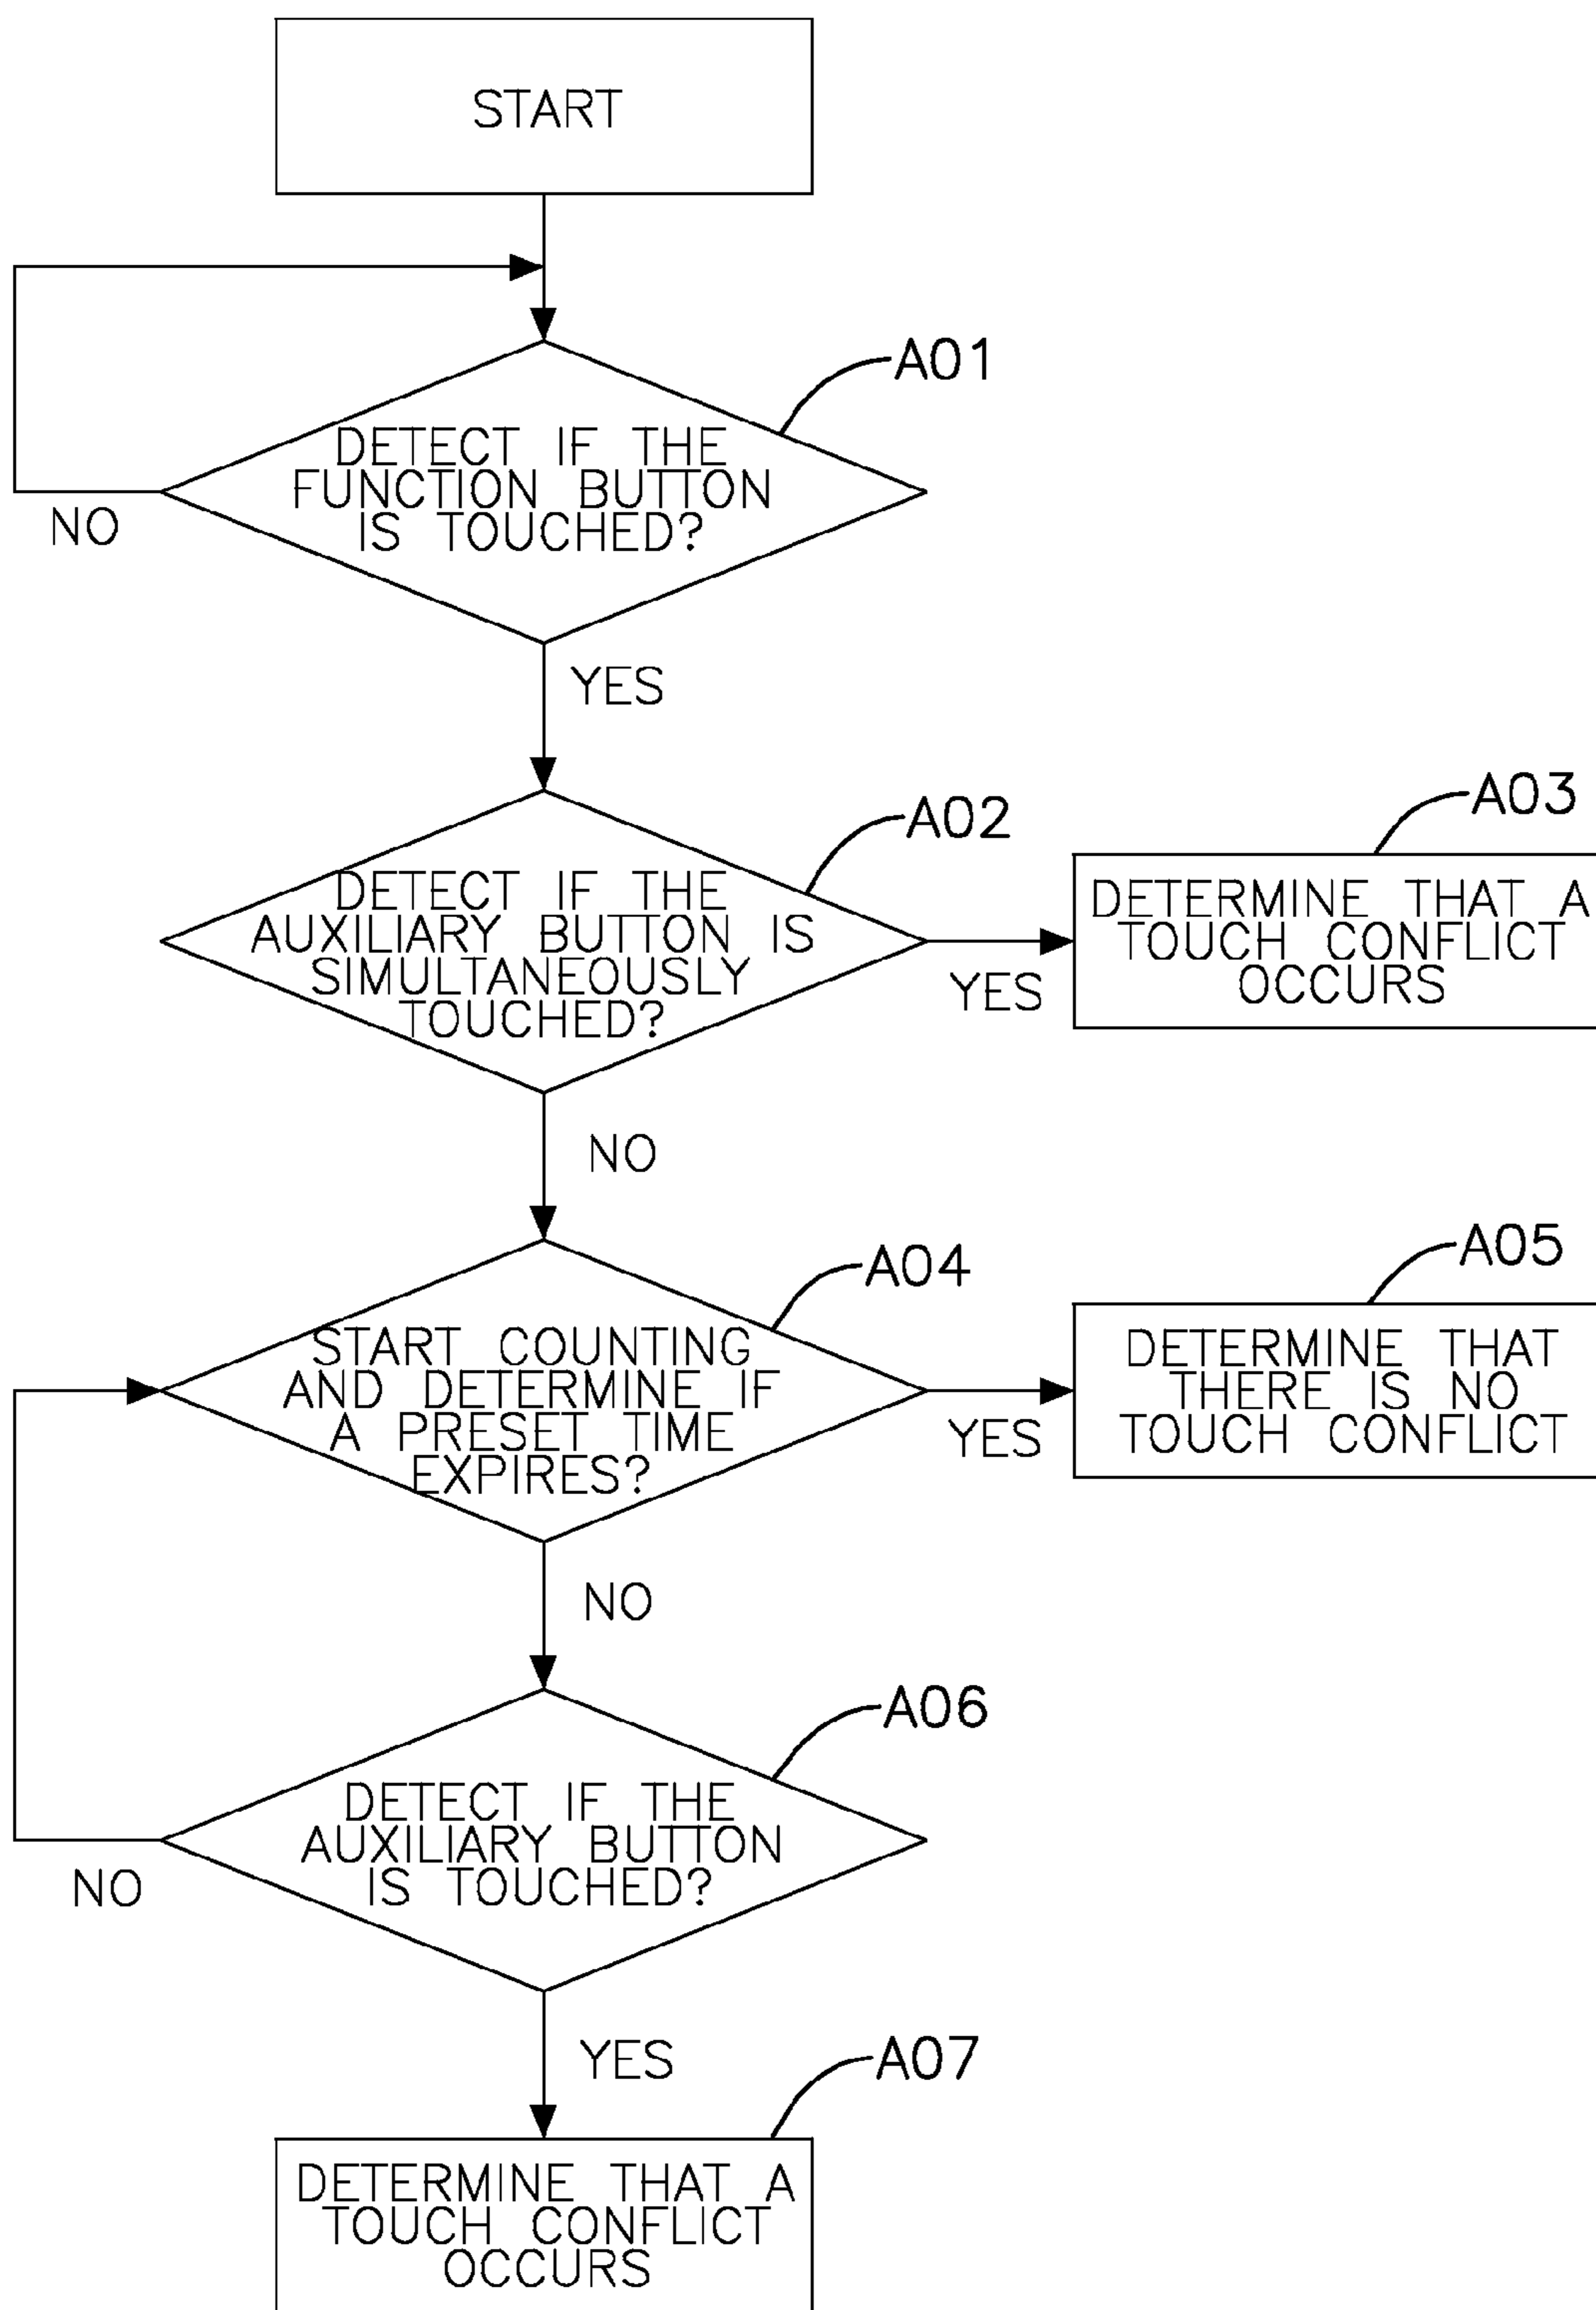 START
A01
DETECT IF THE
FUNCTION BUTTON
IS TOUCHED?
NO
YES
A02
DETECT IF THE
AUXILIARY BUTTON IS
SIMULTANEOUSLY
TOUCHED?
YES
A03
DETERMINE THAT A
TOUCH CONFLICT
OCCURS
NO
A04
START COUNTING
AND DETERMINE IF
A PRESET TIME
EXPIRES?
YES
A05
DETERMINE THAT
THERE IS NO
TOUCH CONFLICT
NO
A06
DETECT IF THE
AUXILIARY BUTTON
IS TOUCHED?
NO
YES
A07
DETERMINE THAT A
TOUCH CONFLICT
OCCURS